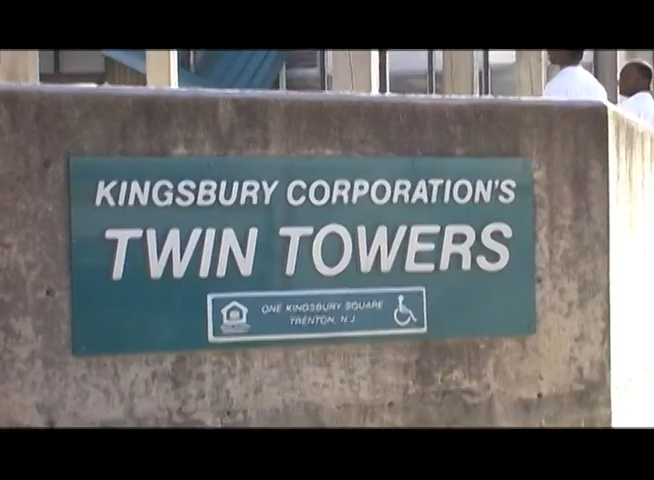 KINGSBURY CORPORATION'S
TWIN TOWERS
ONE KINGSBURY SQUARE
TRENTON, N J